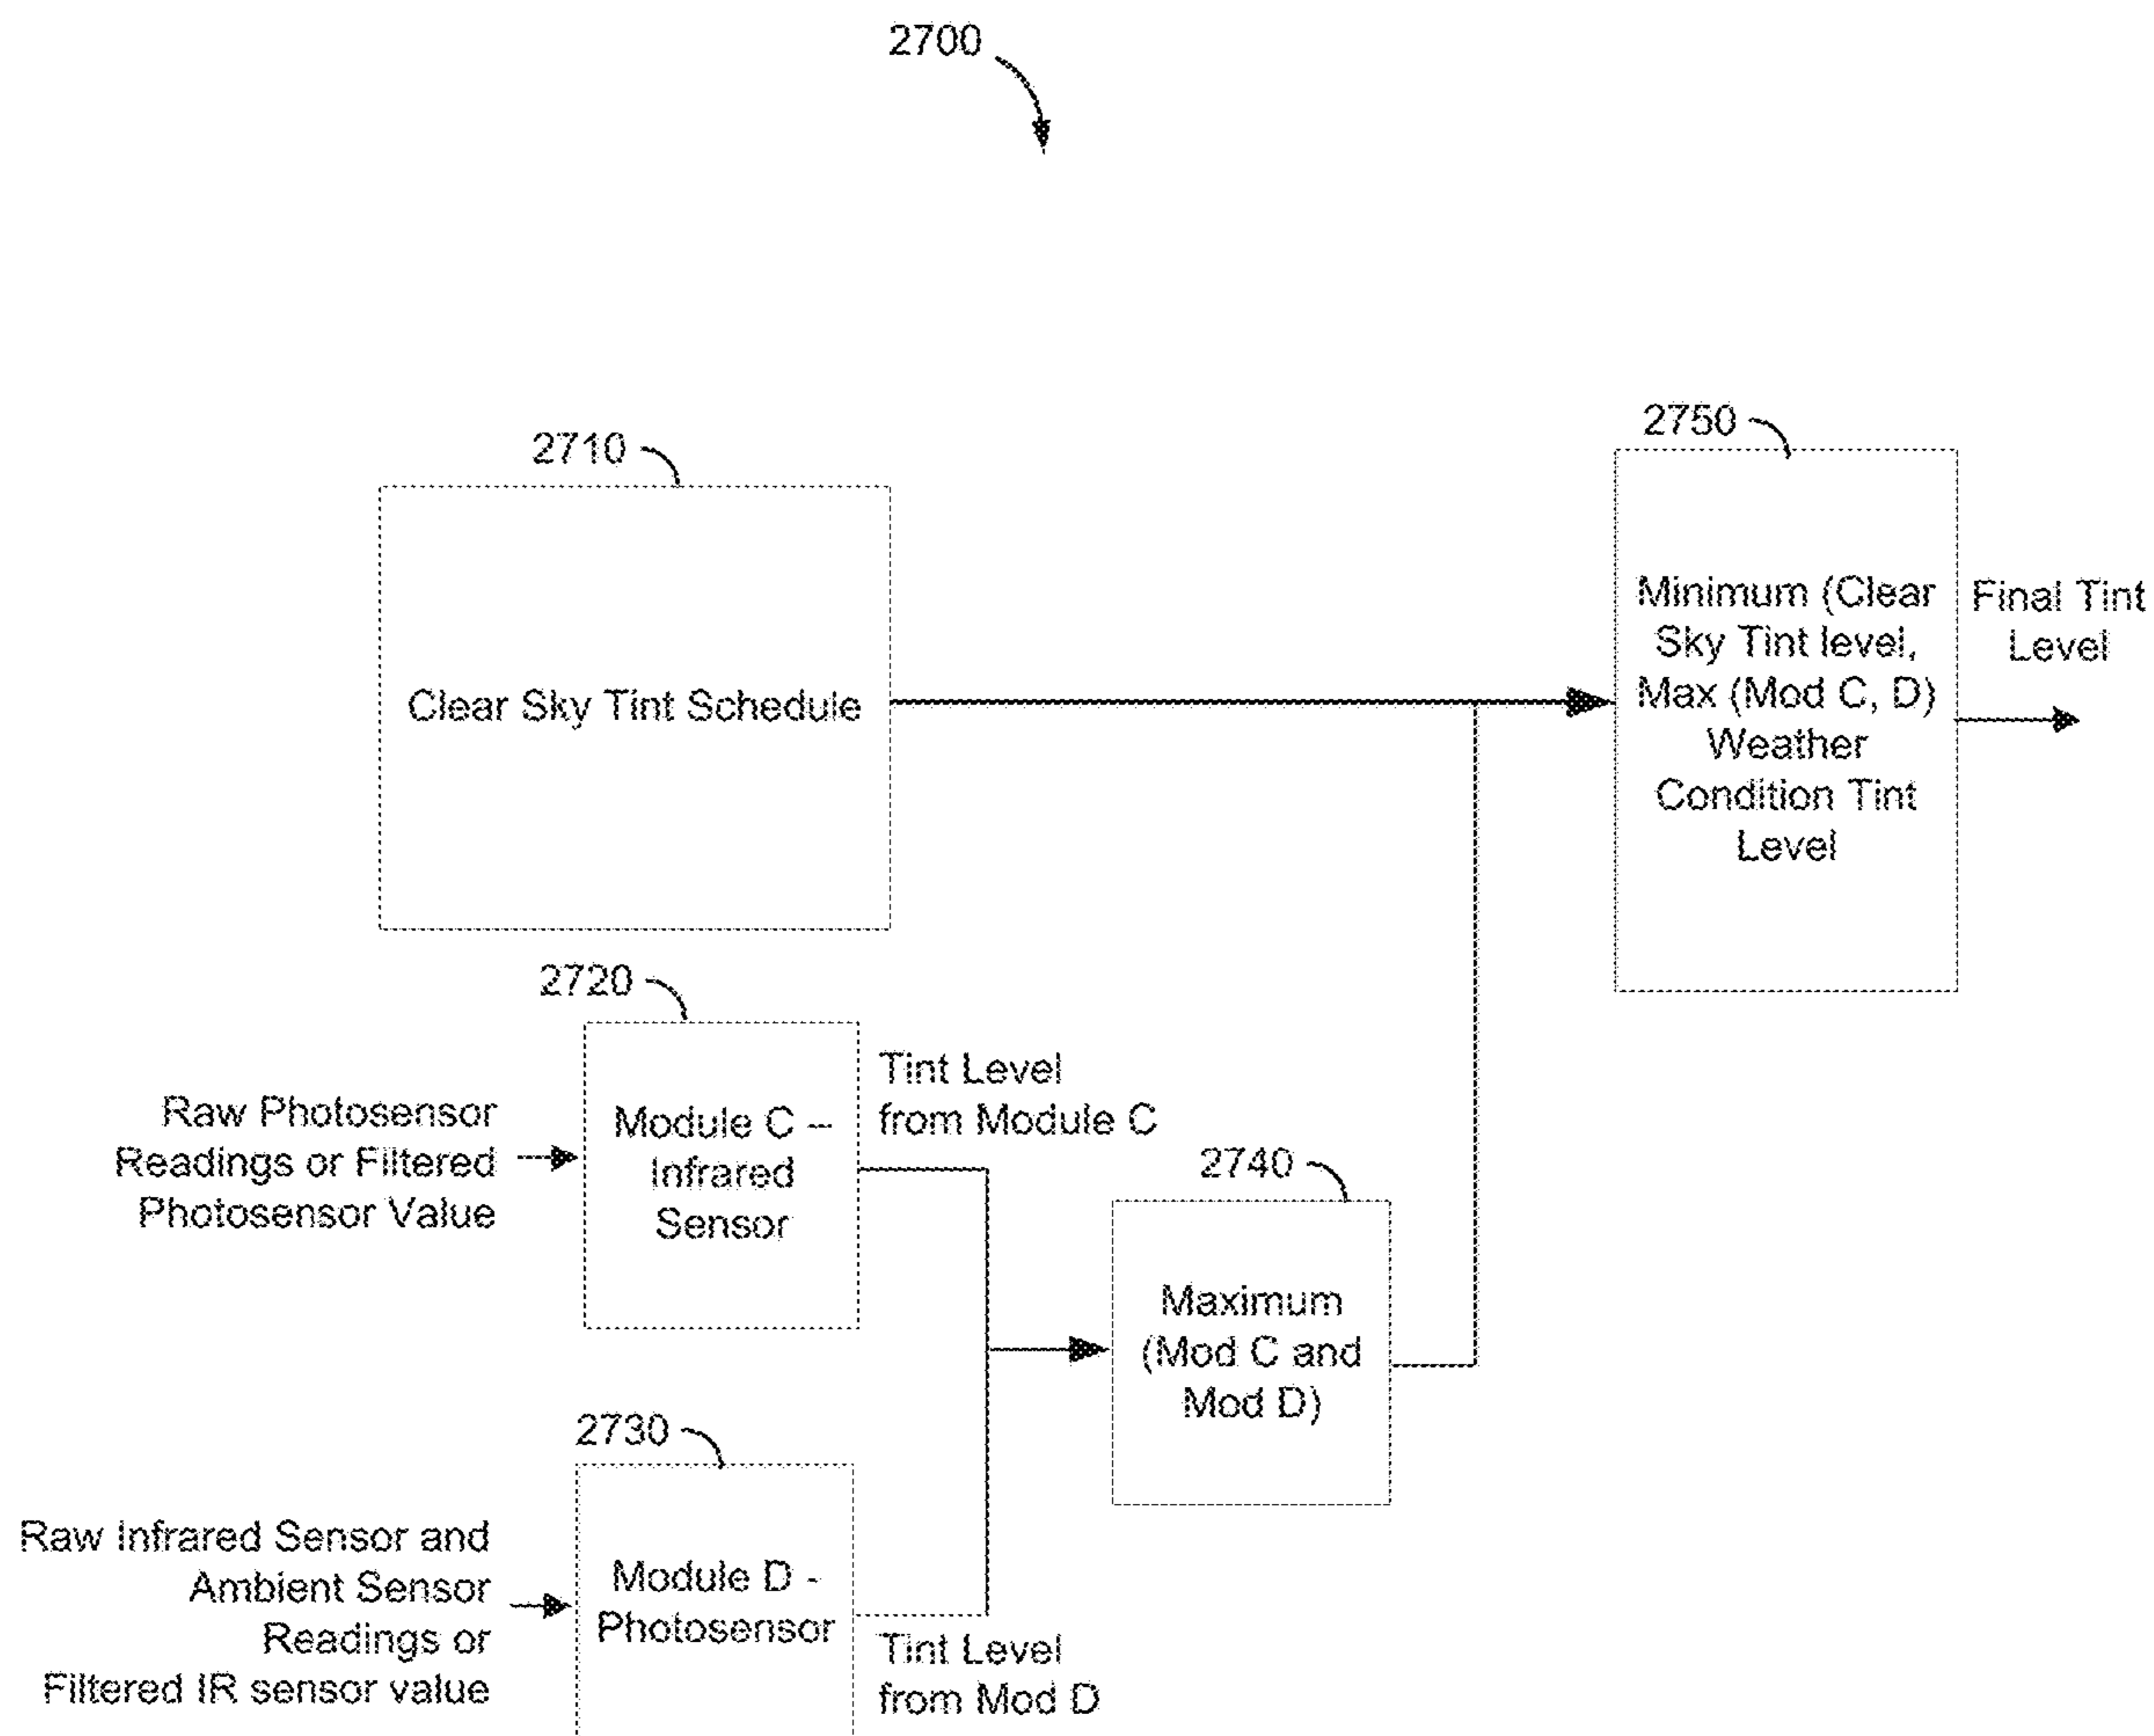 2700
2710
Clear Sky Tint Schedule
2750
Minimum (Clear
Sky Tint level,
Max (Mod C, D)
Weather
Condition Tint
Level
Final Tint
Level
2720
Raw Photosensor
Readings or Filtered
Photosensor Value
Module C –
Infrared
Sensor
Tint Level
from Module C
2740
Maximum
(Mod C and
Mod D)
2730
Raw Infrared Sensor and
Ambient Sensor
Readings or
Filtered IR sensor value
Module D -
Photosensor
Tint Level
from Mod D